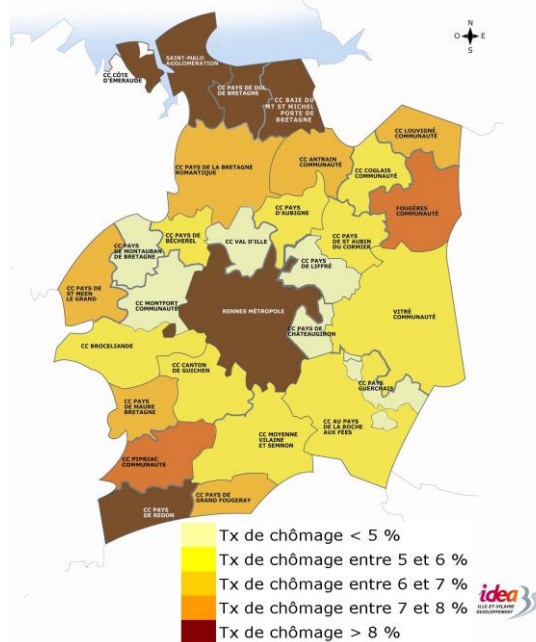 N
O E
S
SAINT-MALO
AGGLOMÉRATION
CC CÔTE
D'ÉMERAUDE
CC PAYS DE DOL
DE BRETAGNE
CC BAIE DU
MT ST MICHEL
PORTE DE
BRETAGNE
CC LOUVIGNÉ
COMMUNAUTÉ
CC PAYS DE LA BRETAGNE
ROMANTIQUE
CC ANTRAIN
COMMUNAUTÉ
CC COGLAIS
COMMUNAUTÉ
FOUGÈRES
COMMUNAUTÉ
CC PAYS
D'AUBIGNE
CC PAYS
DE MONTAUBAN
DE BRETAGNE
CC PAYS DE
BÉCHEREL
CC VAL D'ILLE
CC PAYS
DE ST AUBIN
DU CORMIER
CC PAYS
DE LIFFRÉ
CC PAYS DE
ST MEEN
LE GRAND
CC MONTFORT
COMMUNAUTÉ
RENNES MÉTROPOLE
VITRÉ
COMMUNAUTÉ
CC PAYS DE
CHÂTEAUGIRON
CC BROCELIANDE
CC CANTON
DE GUICHEN
CC PAYS
GUERCHAIS
CC PAYS
DE MAURE
BRETAGNE
CC AU PAYS
DE LA ROCHE
AUX FÉES
CC MOYENNE
VILAINE
ET SEMNON
CC PIPRIAC
COMMUNAUTÉ
CC PAYS
DE REDON
CC PAYS DE
GRAND FOUGERAY
Tx de chômage < 5 %
Tx de chômage entre 5 et 6 %
Tx de chômage entre 6 et 7 %
Tx de chômage entre 7 et 8 %
Tx de chômage > 8 %
idea
ILLE-ET-VILAINE
DÉVELOPPEMENT